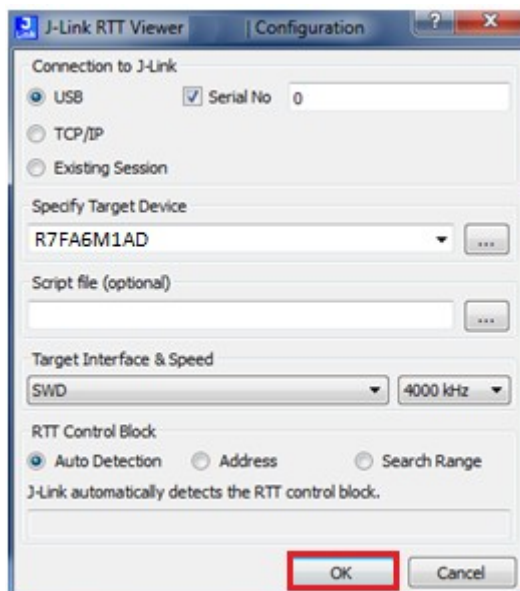 J-Link RTT Viewer | Configuration
Connection to J-Link
USB Serial No 0
TCP/IP
Existing Session
Specify Target Device
R7FA6M1AD ...
Script file (optional)
...
Target Interface & Speed
SWD 4000 kHz
RTT Control Block
Auto Detection Address Search Range
J-Link automatically detects the RTT control block.
OK Cancel